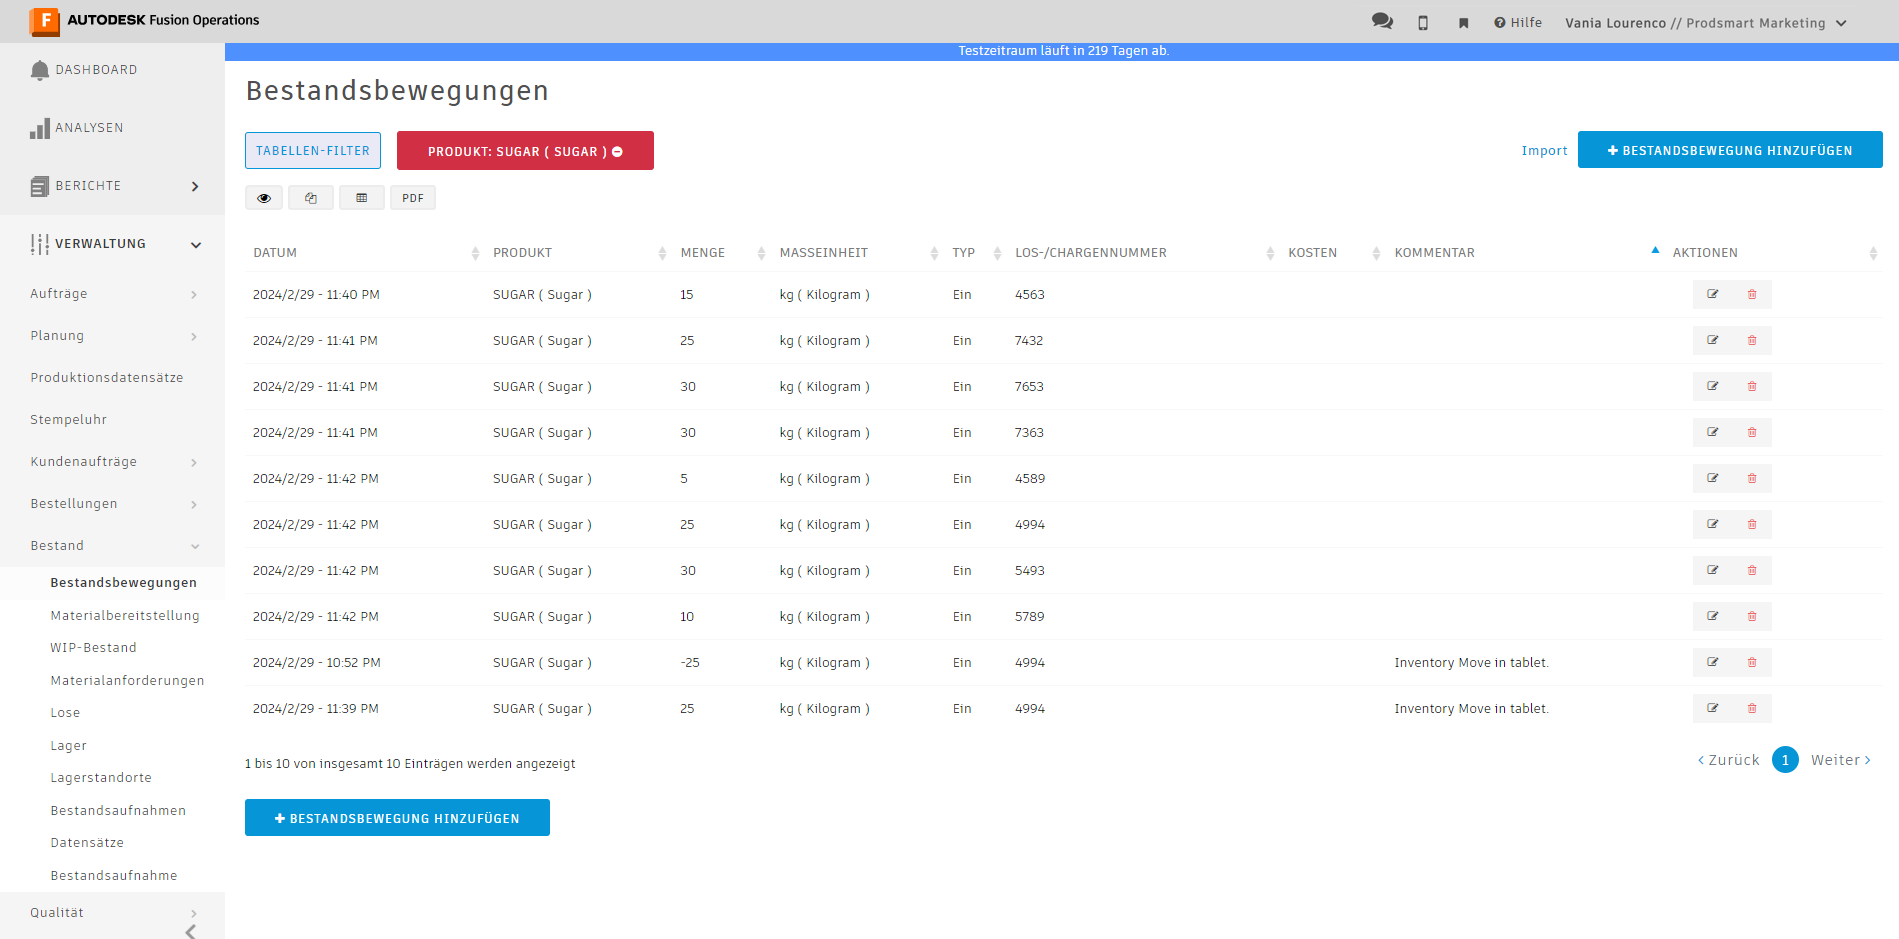 F AUTODESK Fusion Operations
Hilfe Vania Lourenco // Prodsmart Marketing
Testzeitraum läuft in 219 Tagen ab.
DASHBOARD
ANALYSEN
BERICHTE
VERWALTUNG
Aufträge
Planung
Produktionsdatensätze
Stempeluhr
Kundenaufträge
Bestellungen
Bestand
Bestandsbewegungen
Materialbereitstellung
WIP-Bestand
Materialanforderungen
Lose
Lager
Lagerstandorte
Bestandsaufnahmen
Datensätze
Bestandsaufnahme
Qualität
Bestandsbewegungen
TABELLEN-FILTER PRODUKT: SUGAR ( SUGAR ) Import + BESTANDSBEWEGUNG HINZUFÜGEN
PDF
DATUM PRODUKT MENGE MASSEINHEIT TYP LOS-/CHARGENNUMMER KOSTEN KOMMENTAR AKTIONEN
2024/2/29 - 11:40 PM SUGAR ( Sugar ) 15 kg ( Kilogram ) Ein 4563
2024/2/29 - 11:41 PM SUGAR ( Sugar ) 25 kg ( Kilogram ) Ein 7432
2024/2/29 - 11:41 PM SUGAR ( Sugar ) 30 kg ( Kilogram ) Ein 7653
2024/2/29 - 11:41 PM SUGAR ( Sugar ) 30 kg ( Kilogram ) Ein 7363
2024/2/29 - 11:42 PM SUGAR ( Sugar ) 5 kg ( Kilogram ) Ein 4589
2024/2/29 - 11:42 PM SUGAR ( Sugar ) 25 kg ( Kilogram ) Ein 4994
2024/2/29 - 11:42 PM SUGAR ( Sugar ) 30 kg ( Kilogram ) Ein 5493
2024/2/29 - 11:42 PM SUGAR ( Sugar ) 10 kg ( Kilogram ) Ein 5789
2024/2/29 - 10:52 PM SUGAR ( Sugar ) -25 kg ( Kilogram ) Ein 4994 Inventory Move in tablet.
2024/2/29 - 11:39 PM SUGAR ( Sugar ) 25 kg ( Kilogram ) Ein 4994 Inventory Move in tablet.
1 bis 10 von insgesamt 10 Einträgen werden angezeigt
< Zurück 1 Weiter >
+ BESTANDSBEWEGUNG HINZUFÜGEN